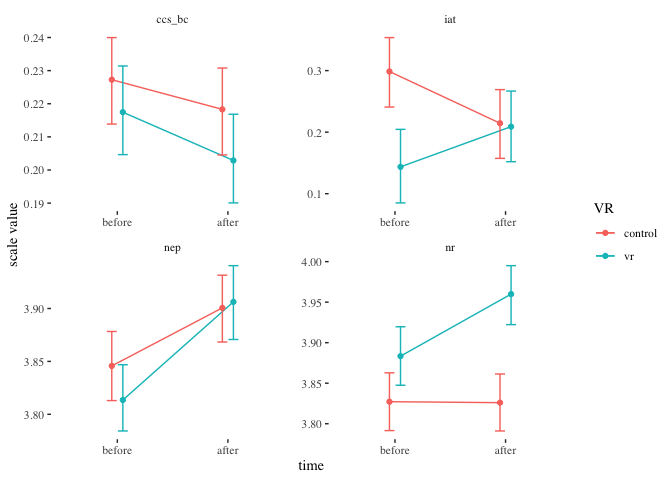 ccs_bc
iat
0.24
0.23
0.22
0.21
0.20
0.19
0.3
0.2
0.1
before
after
before
after
nep
nr
3.90
3.85
3.80
4.00
3.95
3.90
3.85
3.80
before
after
before
after
scale value
time
VR
control
vr